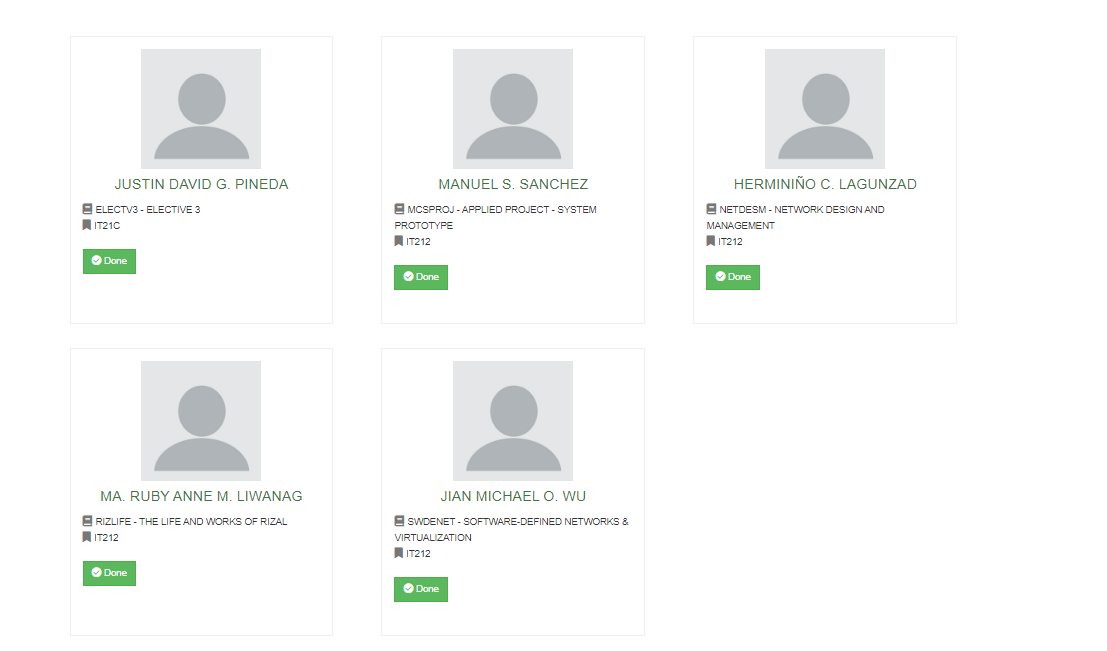 JUSTIN DAVID G. PINEDA
ELECTV3 - ELECTIVE 3
IT21C
Done
MANUEL S. SANCHEZ
MCSPROJ - APPLIED PROJECT - SYSTEM
PROTOTYPE
IT212
Done
HERMINIÑO C. LAGUNZAD
NETDESM - NETWORK DESIGN AND
MANAGEMENT
IT212
Done
MA. RUBY ANNE M. LIWANAG
RIZLIFE - THE LIFE AND WORKS OF RIZAL
IT212
Done
JIAN MICHAEL O. WU
SWDENET - SOFTWARE-DEFINED NETWORKS &
VIRTUALIZATION
IT212
Done